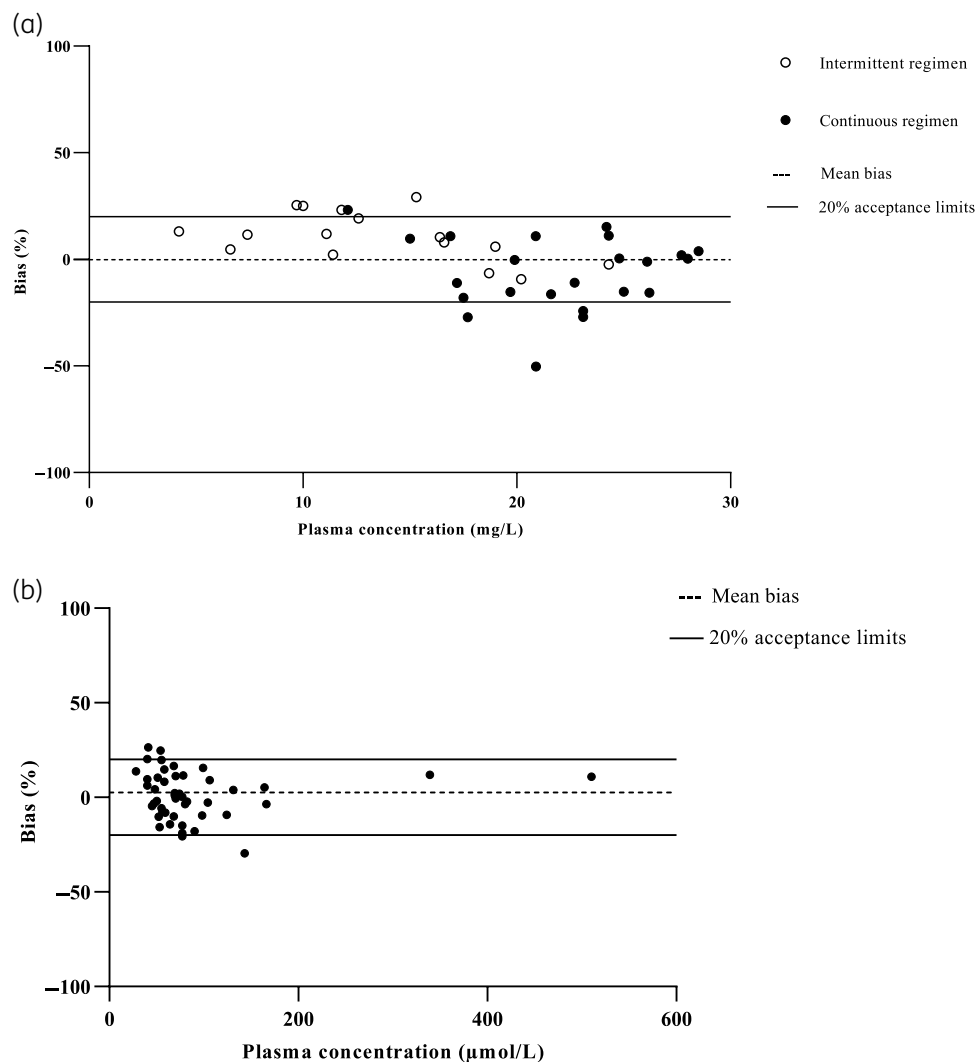 (a)
100
50
0
−50
−100
Bias (%)
0
10
20
30
Plasma concentration (mg/L)
Intermittent regimen
Continuous regimen
Mean bias
20% acceptance limits
(b)
100
50
0
−50
−100
Bias (%)
0
200
400
600
Plasma concentration (µmol/L)
Mean bias
20% acceptance limits